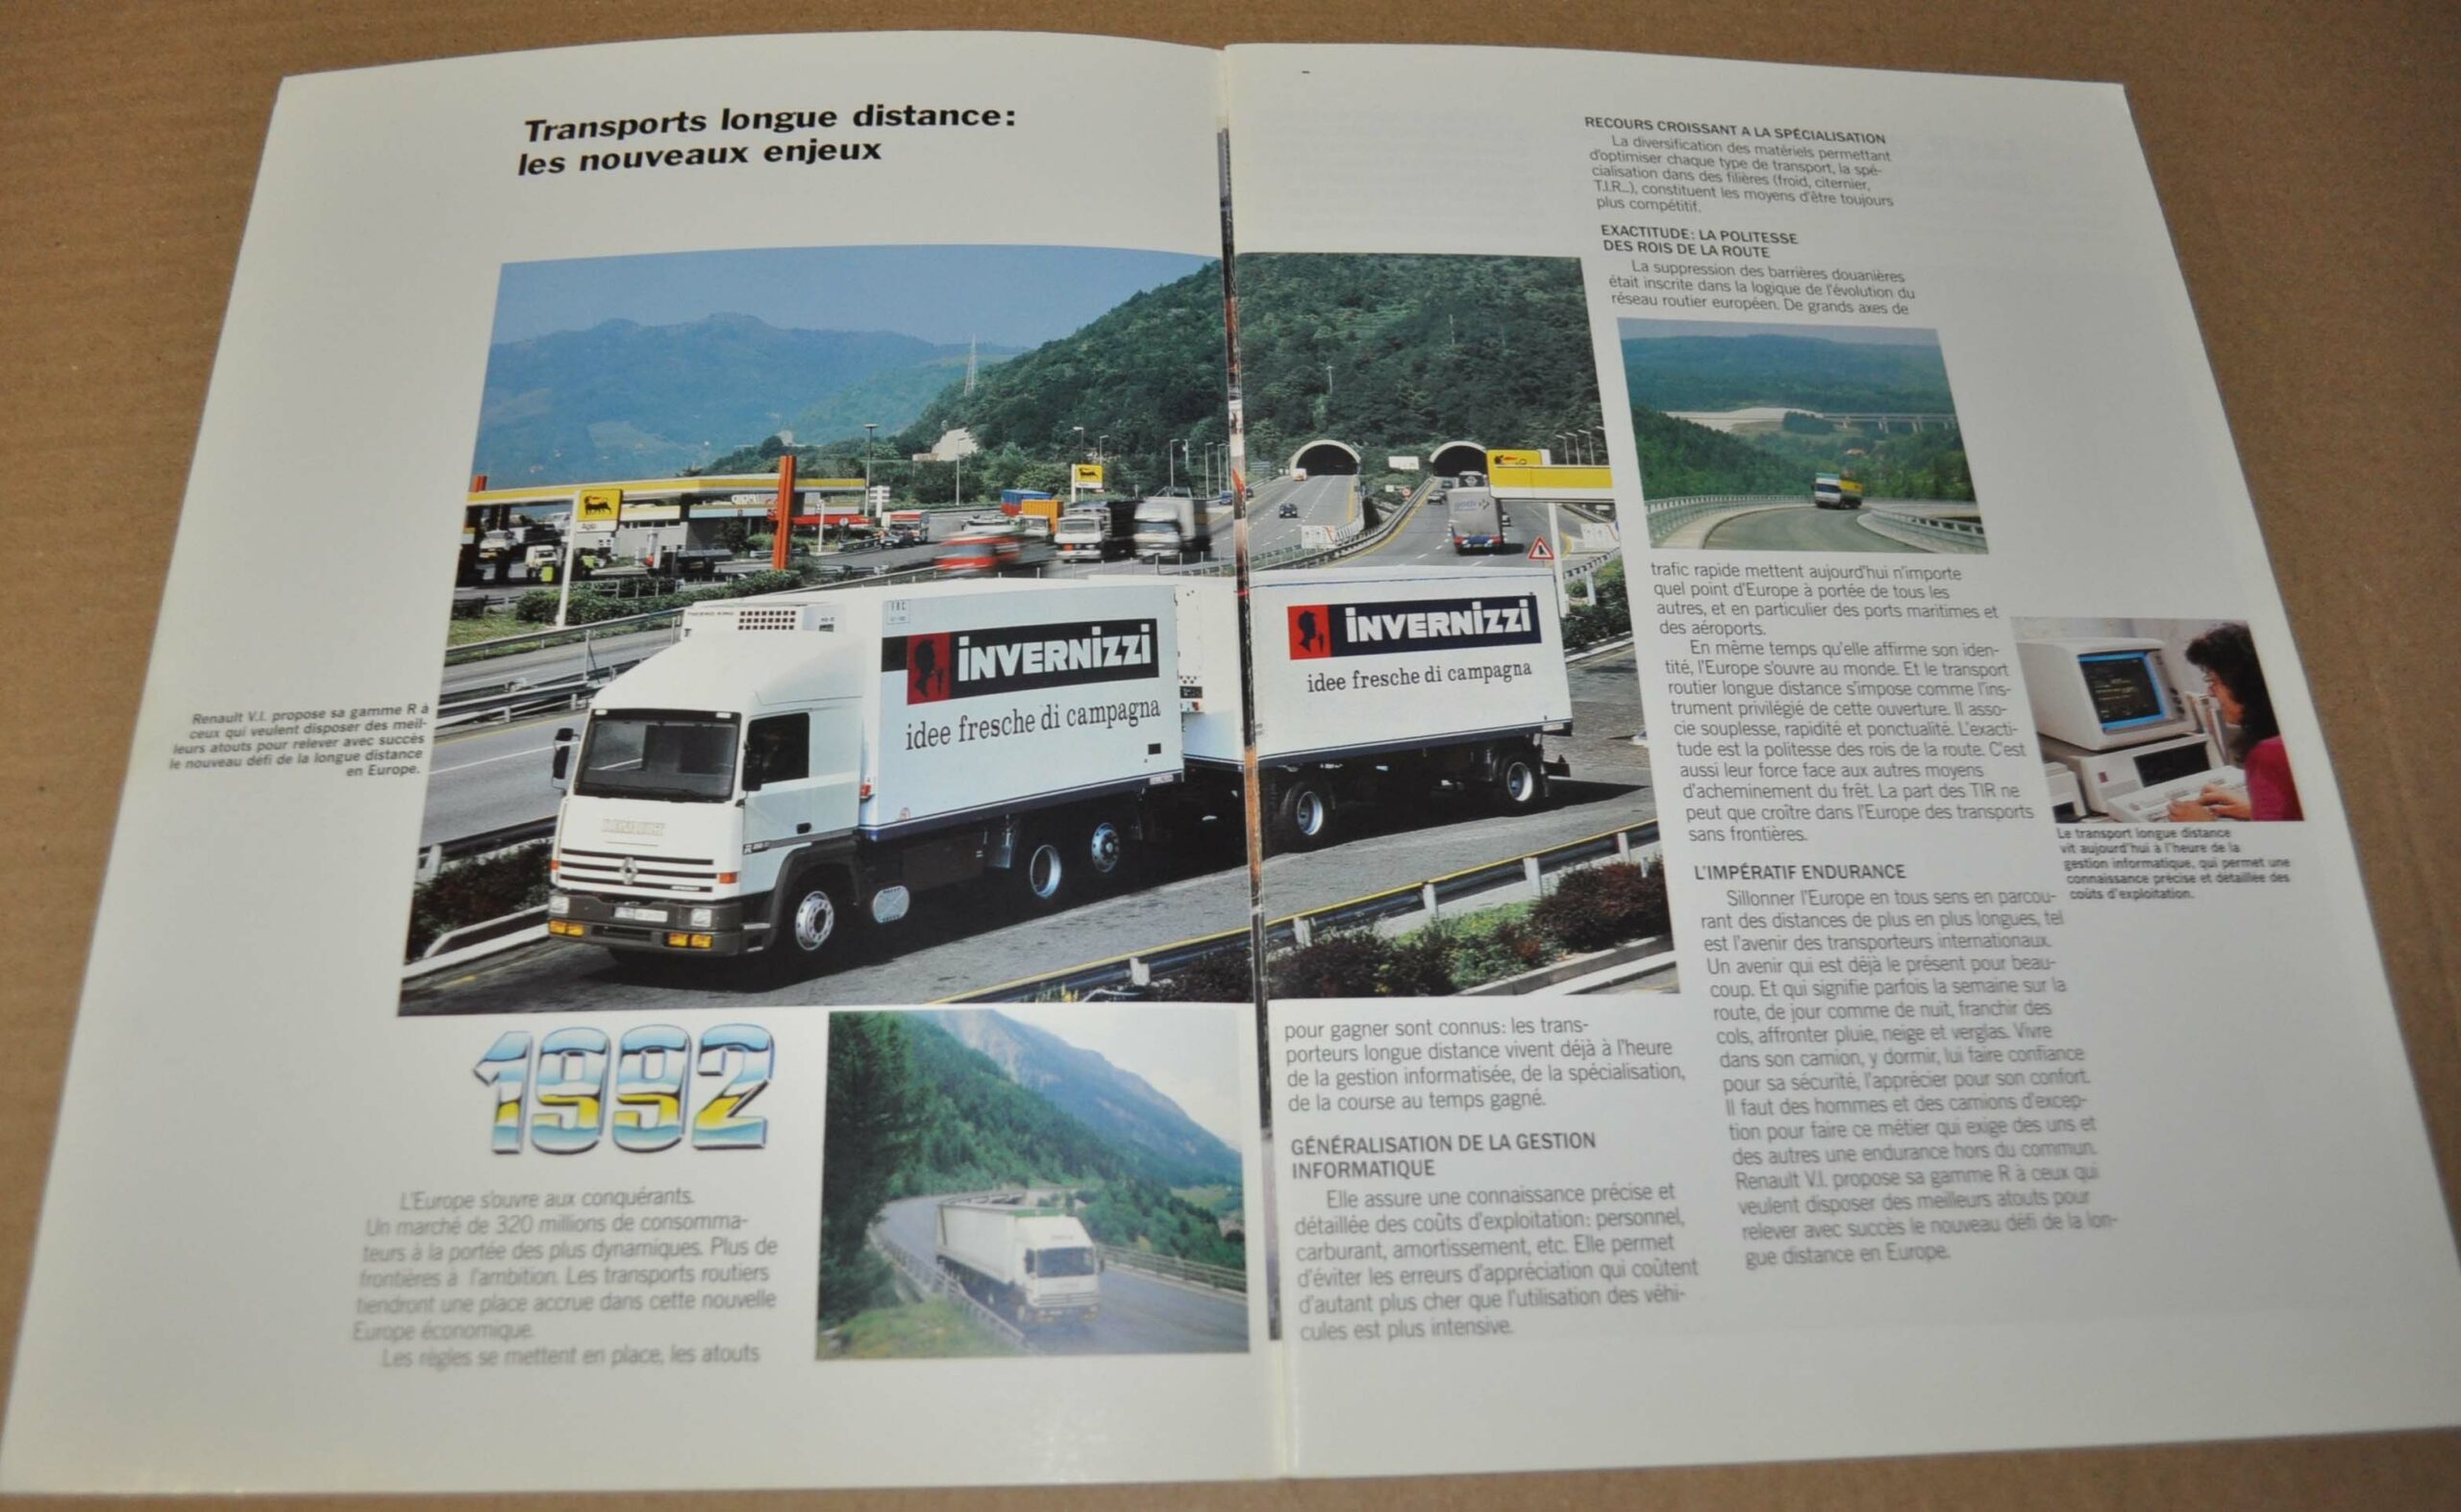 Transports longue distance:
les nouveaux enjeux
Agip
INVERNIZZI
idee fresche di campagna
INVERNIZZI
idee fresche di campagna
RENAULT
Renault V.I. propose sa gamme R à
ceux qui veulent disposer des meil-
leurs atouts pour relever avec succès
le nouveau défi de la longue distance
en Europe.
1992
L'Europe s'ouvre aux conquérants.
Un marché de 320 millions de consomma-
teurs à la portée des plus dynamiques. Plus de
frontières à l'ambition. Les transports routiers
tiendront une place accrue dans cette nouvelle
Europe économique.
Les règles se mettent en place, les atouts
pour gagner sont connus: les trans-
porteurs longue distance vivent déjà à l'heure
de la gestion informatisée, de la spécialisation,
de la course au temps gagné.
GÉNÉRALISATION DE LA GESTION
INFORMATIQUE
Elle assure une connaissance précise et
détaillée des coûts d'exploitation: personnel,
carburant, amortissement, etc. Elle permet
d'éviter les erreurs d'appréciation qui coûtent
d'autant plus cher que l'utilisation des véhi-
cules est plus intensive.
RECOURS CROISSANT A LA SPÉCIALISATION
La diversification des matériels permettant
d'optimiser chaque type de transport, la spé-
cialisation dans des filières (froid, citernier,
T.I.R...), constituent les moyens d'être toujours
plus compétitif.
EXACTITUDE: LA POLITESSE
DES ROIS DE LA ROUTE
La suppression des barrières douanières
était inscrite dans la logique de l'évolution du
réseau routier européen. De grands axes de
trafic rapide mettent aujourd'hui n'importe
quel point d'Europe à portée de tous les
autres, et en particulier des ports maritimes et
des aéroports.
En même temps qu'elle affirme son iden-
tité, l'Europe s'ouvre au monde. Et le transport
routier longue distance s'impose comme l'ins-
trument privilégié de cette ouverture. Il asso-
cie souplesse, rapidité et ponctualité. L'exacti-
tude est la politesse des rois de la route. C'est
aussi leur force face aux autres moyens
d'acheminement du frêt. La part des TIR ne
peut que croître dans l'Europe des transports
sans frontières.
L'IMPÉRATIF ENDURANCE
Sillonner l'Europe en tous sens en parcou-
rant des distances de plus en plus longues, tel
est l'avenir des transporteurs internationaux.
Un avenir qui est déjà le présent pour beau-
coup. Et qui signifie parfois la semaine sur la
route, de jour comme de nuit, franchir des
cols, affronter pluie, neige et verglas. Vivre
dans son camion, y dormir, lui faire confiance
pour sa sécurité, l'apprécier pour son confort.
Il faut des hommes et des camions d'excep-
tion pour faire ce métier qui exige des uns et
des autres une endurance hors du commun.
Renault V.I. propose sa gamme R à ceux qui
veulent disposer des meilleurs atouts pour
relever avec succès le nouveau défi de la lon-
gue distance en Europe.
Le transport longue distance
vit aujourd'hui à l'heure de la
gestion informatique, qui permet une
connaissance précise et détaillée des
coûts d'exploitation.